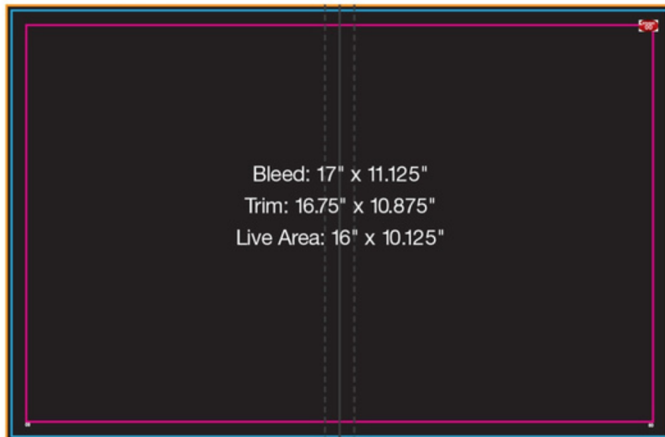 Bleed: 17" x 11.125"
Trim: 16.75" x 10.875"
Live Area: 16" x 10.125"